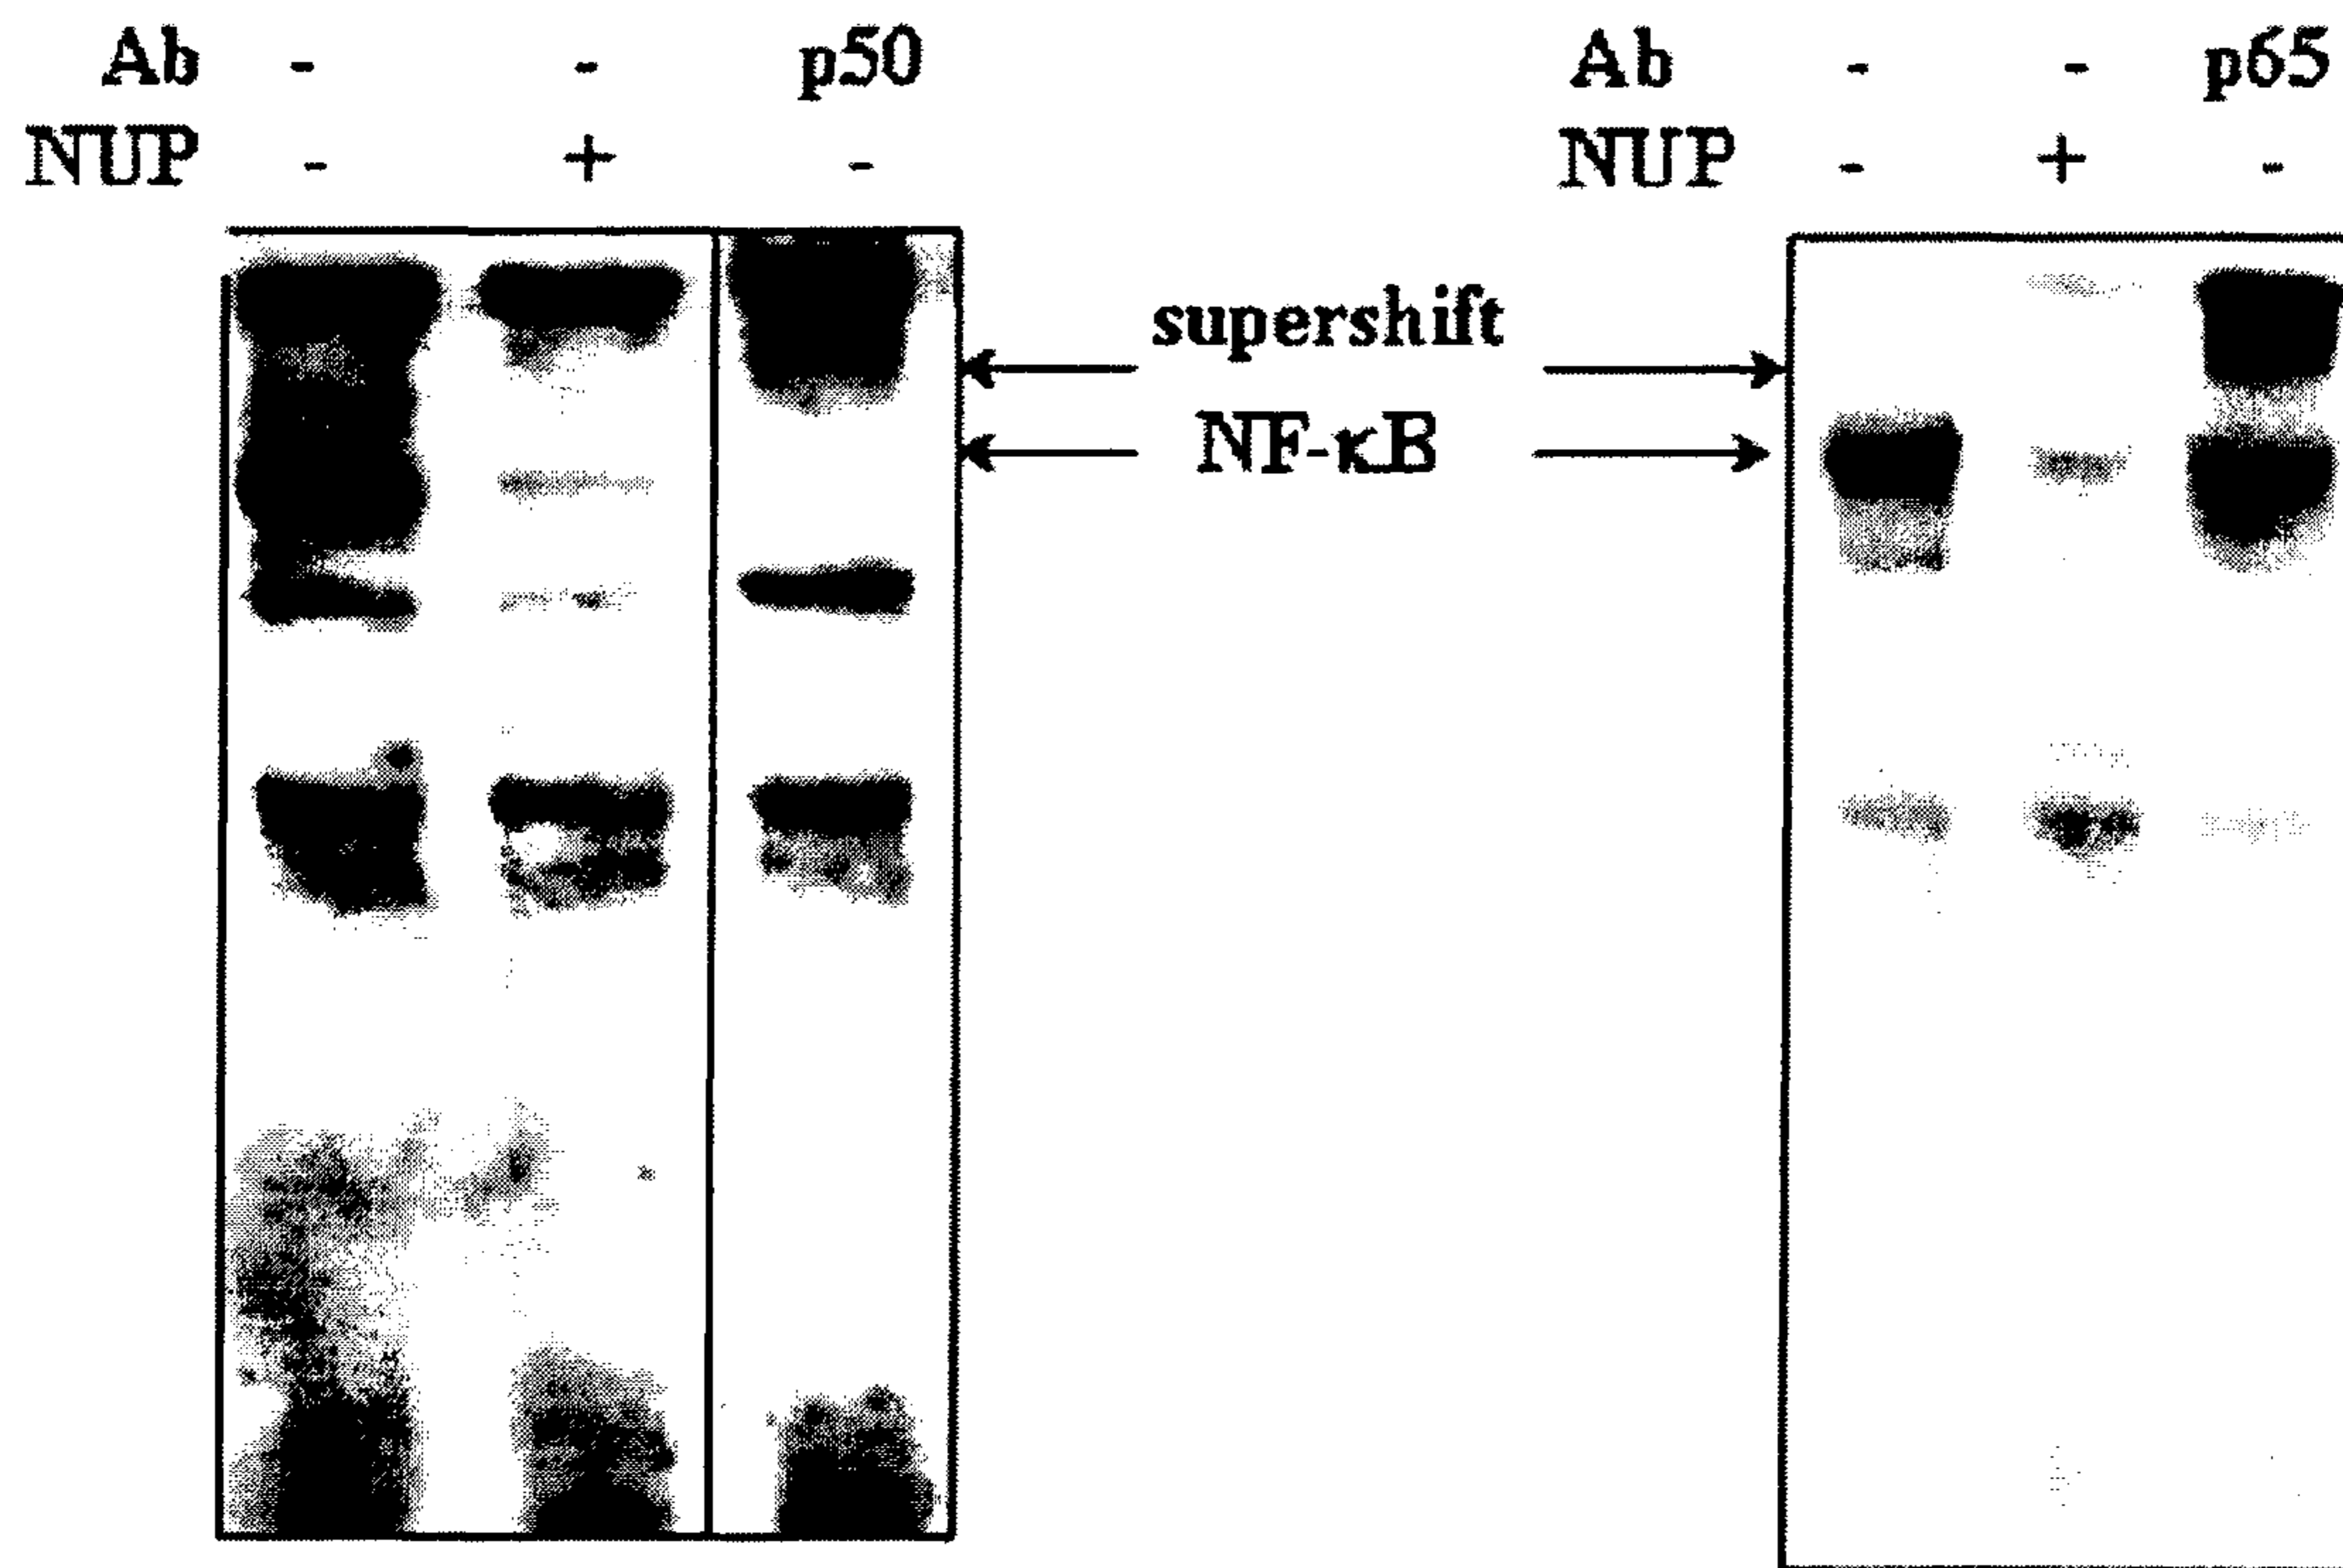 Ab - - p50
NUP - + -
Ab - - p65
NUP - + -
supershift
NF-κB